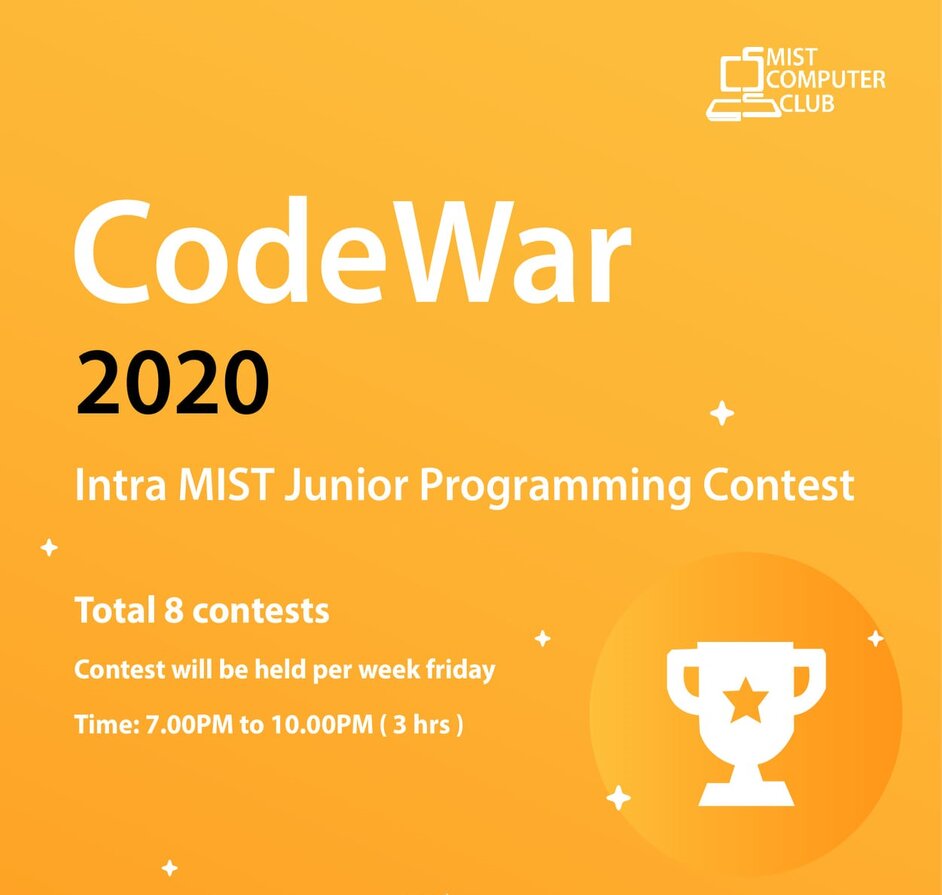 MIST
COMPUTER
CLUB
CodeWar
2020
Intra MIST Junior Programming Contest
Total 8 contests
Contest will be held per week friday
Time: 7.00PM to 10.00PM ( 3 hrs )